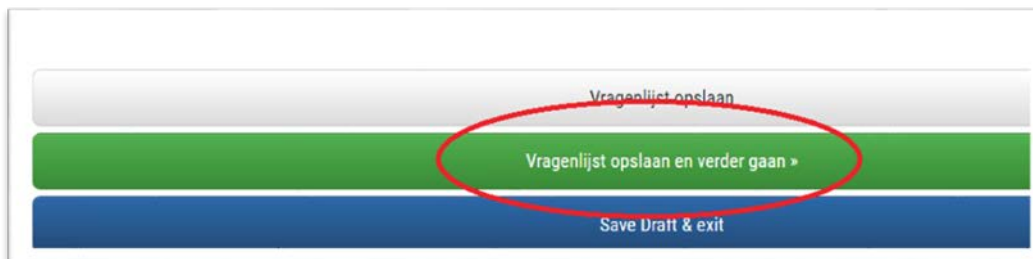 Vragenlijst opslaan
Vragenlijst opslaan en verder gaan »
Save Draft & exit